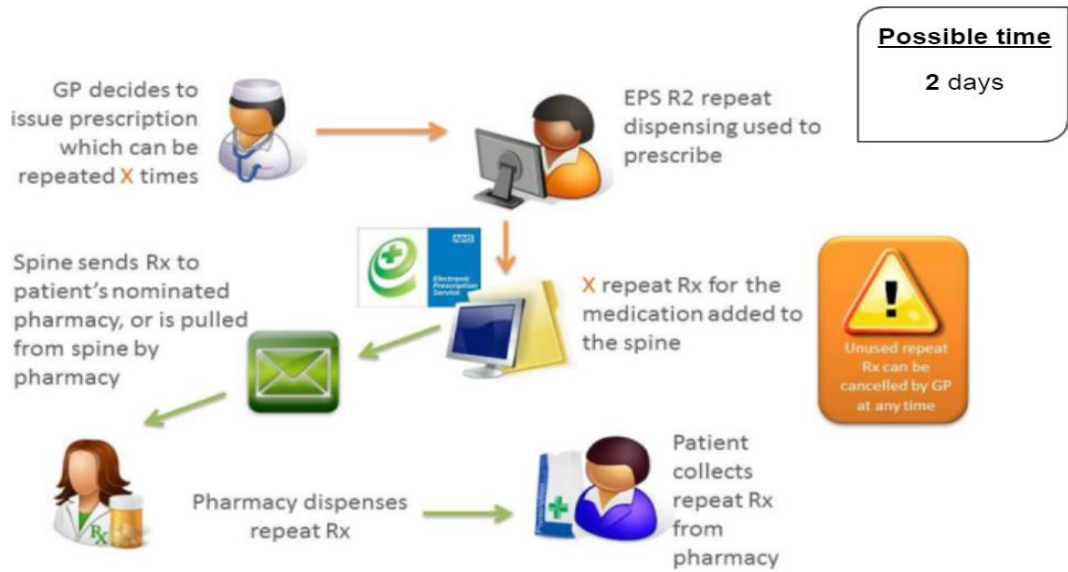 Possible time
2 days
GP decides to
issue prescription
which can be
repeated X times
EPS R2 repeat
dispensing used to
prescribe
NHS
Electronic
Prescription
Service
Spine sends Rx to
patient's nominated
pharmacy, or is pulled
from spine by
pharmacy
X repeat Rx for the
medication added to
the spine
!
Unused repeat
Rx can be
cancelled by GP
at any time
Rx
Pharmacy dispenses
repeat Rx
Prescription
Patient
collects
repeat Rx
from
pharmacy